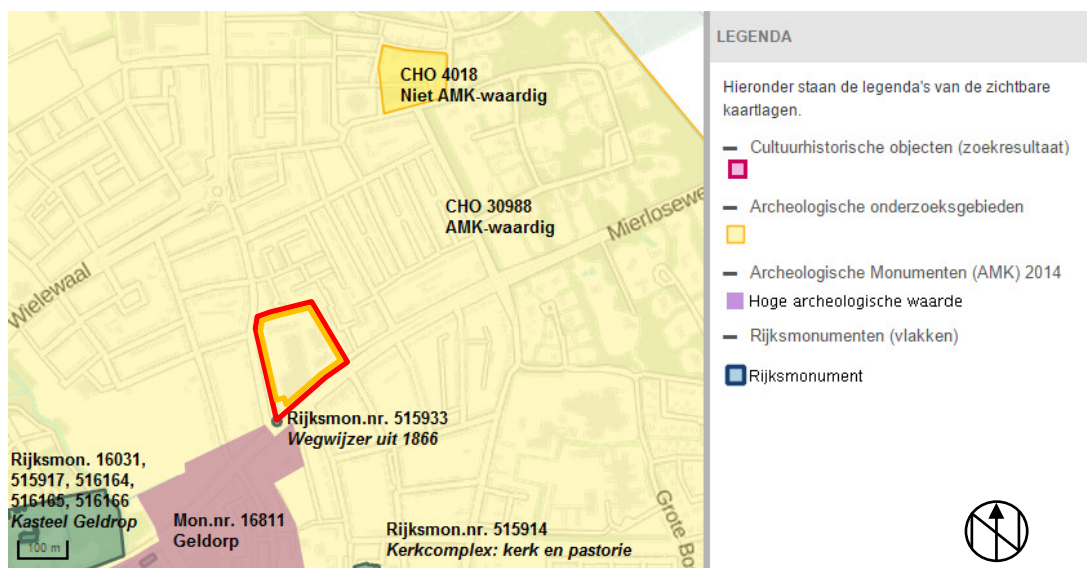 CHO 4018
Niet AMK-waardig
CHO 30988
AMK-waardig
Mierlosewe
Wielewaal
Rijksmon.nr. 515933
Wegwijzer uit 1866
Rijksmon. 16031,
515917, 516164,
516165, 516166
Kasteel Geldrop
100 m
Mon.nr. 16811
Geldorp
Rijksmon.nr. 515914
Kerkcomplex: kerk en pastorie
Grote Bo
LEGENDA
Hieronder staan de legenda's van de zichtbare
kaartlagen.
Cultuurhistorische objecten (zoekresultaat)
Archeologische onderzoeksgebieden
Archeologische Monumenten (AMK) 2014
Hoge archeologische waarde
Rijksmonumenten (vlakken)
Rijksmonument
N